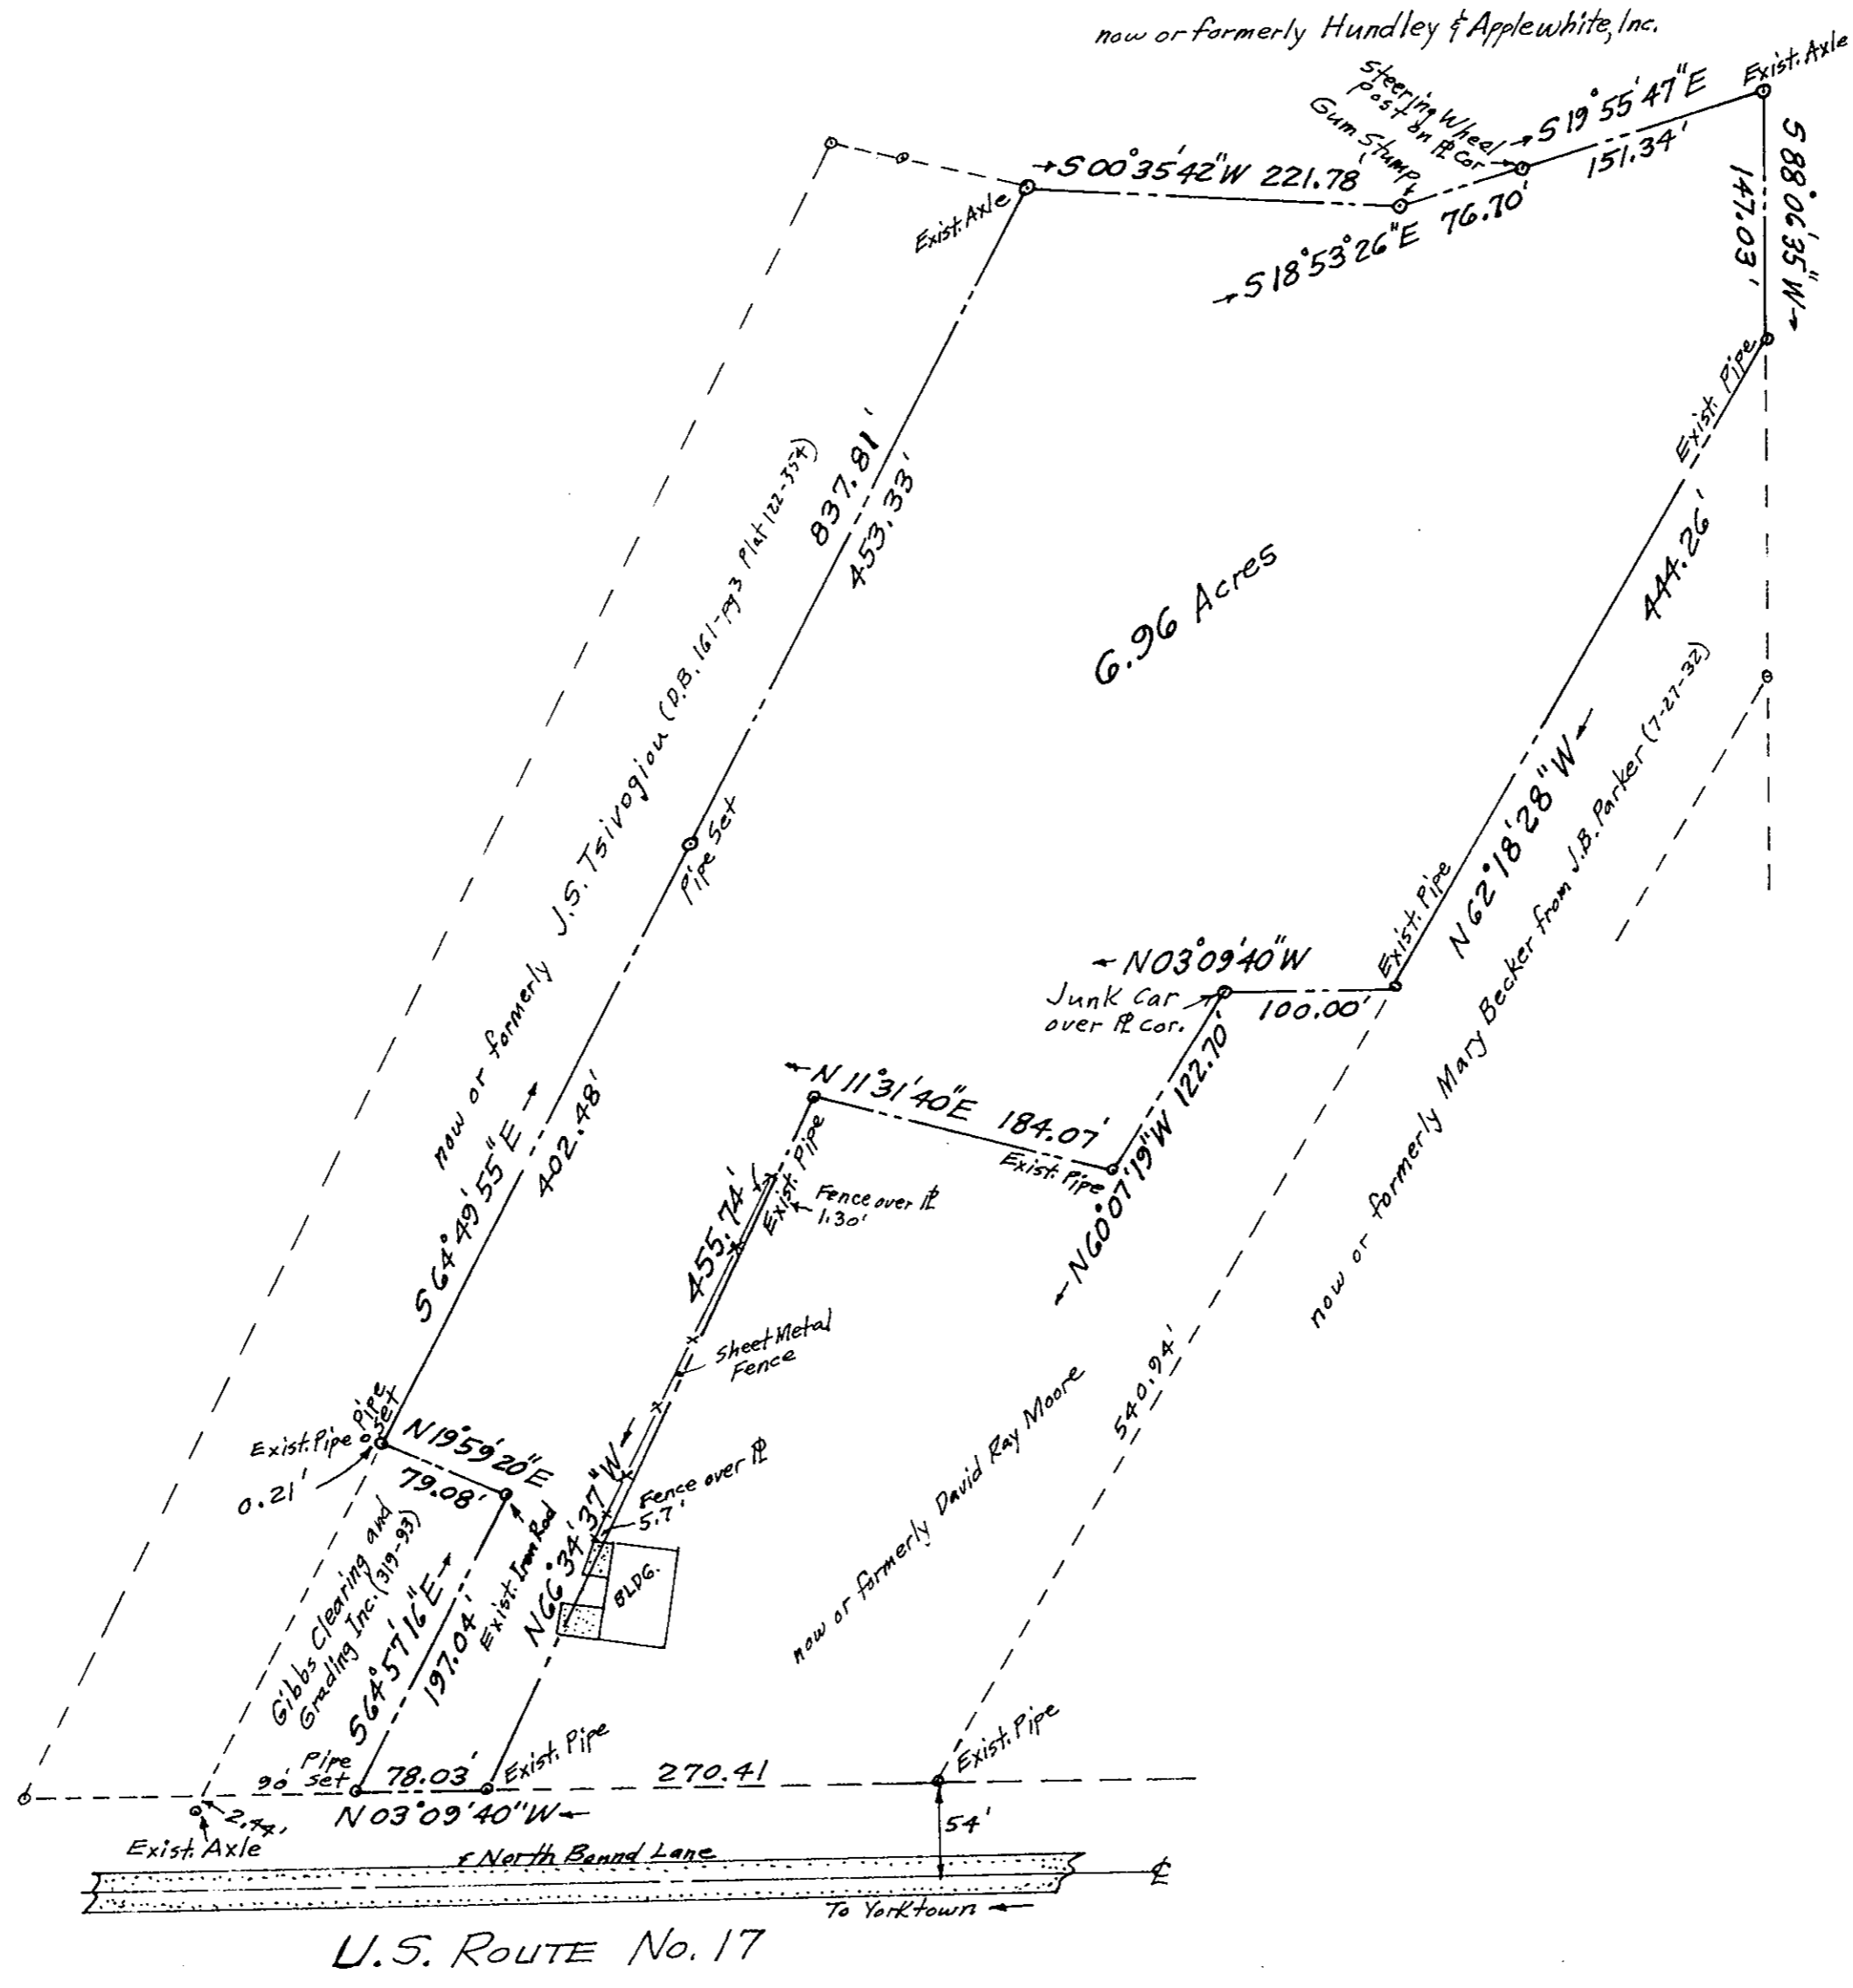 now or formerly Hundley & Applewhite, Inc.
Exist. Axle
Steering Wheel
Post on PL Cor
Gum Stump
S 19°55'47"E
151.34'
S 88°06'35"W
147.03'
S 00°35'42"W 221.78'
S 18°53°26"E 76.70'
Exist. Axle
Exist. Pipe
837.81'
453.33'
6.96 Acres
444.26'
now or formerly J.S. Tsivogiou (D.B. 161-pg3 Plat 122-354)
Pipe Set
N 62°18'28"W
now or formerly Mary Becker from J.B. Parker (7-27-32)
Exist. Pipe
N 03°09'40"W
100.00'
Junk Car
over PL cor.
N 11°31'40"E 184.07'
Exist. Pipe
N 60°07'19"W 122.70'
S 64°49'55"E
402.48'
455.74'
Exist. Pipe
Fence over PL
1.30'
Sheet Metal
Fence
540.94'
now or formerly David Ray Moore
Pipe
Set
Exist. Pipe
0.21'
N 19°59'20"E
79.08'
N 66°34'37"W
Fence over PL
5.7'
Exist. Iron Rod
BLDG.
Gibbs Clearing and
Grading Inc. (319-93)
S 64°57'16"E
197.04'
Pipe
Set
90'
78.03'
Exist. Pipe
270.41
Exist. Pipe
2.44'
N 03°09'40"W
54'
Exist. Axle
North Bound Lane
CL
To Yorktown
U.S. ROUTE No. 17